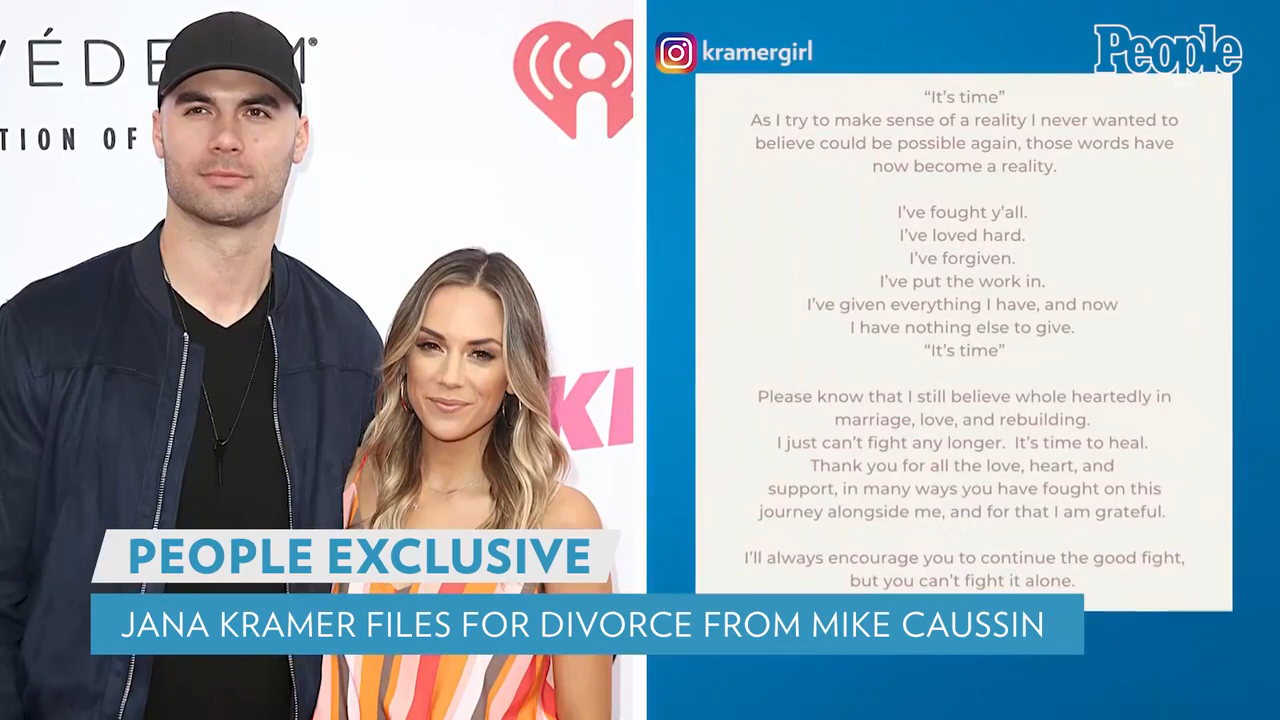 VÉDE M®
TION OF
KI
PEOPLE EXCLUSIVE
JANA KRAMER FILES FOR DIVORCE FROM MIKE CAUSSIN
kramergirl
People
“It’s time”
As I try to make sense of a reality I never wanted to
believe could be possible again, those words have
now become a reality.
I’ve fought y’all.
I’ve loved hard.
I’ve forgiven.
I’ve put the work in.
I’ve given everything I have, and now
I have nothing else to give.
“It’s time”
Please know that I still believe whole heartedly in
marriage, love, and rebuilding.
I just can’t fight any longer.  It’s time to heal.
Thank you for all the love, heart, and
support, in many ways you have fought on this
journey alongside me, and for that I am grateful.
I’ll always encourage you to continue the good fight,
but you can’t fight it alone.